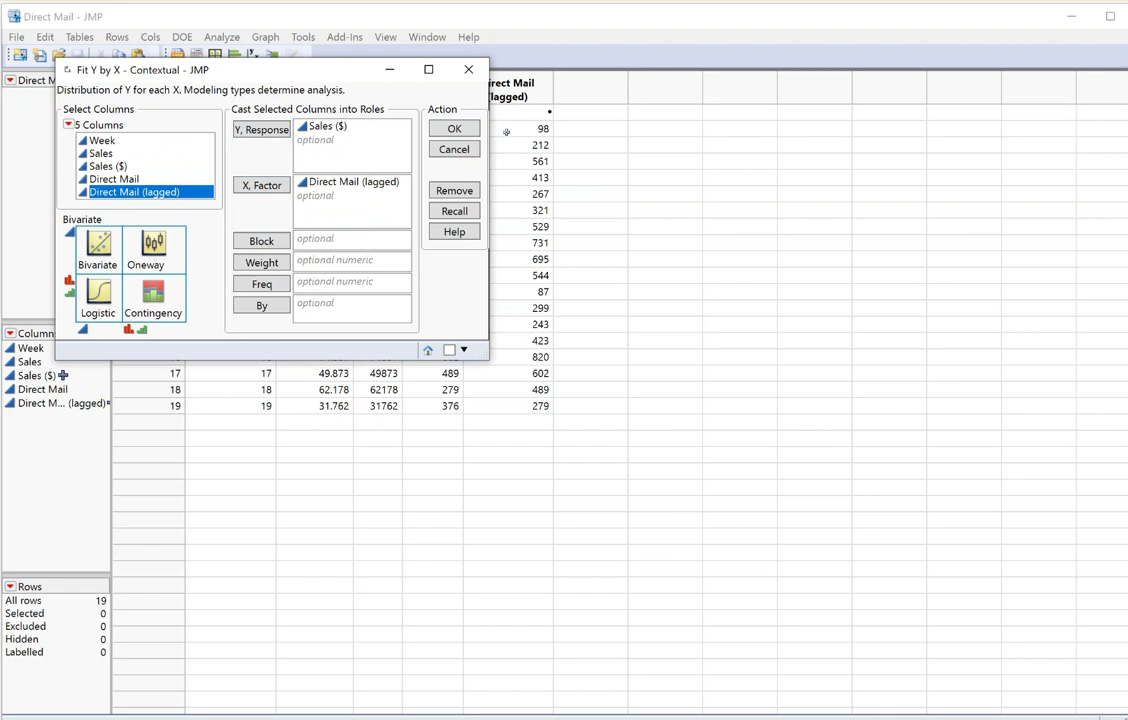 Direct Mail - JMP
File Edit Tables Rows Cols DOE Analyze Graph Tools Add-Ins View Window Help
Fit Y by X - Contextual - JMP
Distribution of Y for each X. Modeling types determine analysis.
Select Columns
5 Columns
Week
Sales
Sales ($)
Direct Mail
Direct Mail (lagged)
Bivariate
Bivariate Oneway
Logistic Contingency
Cast Selected Columns into Roles
Y, Response Sales ($)
optional
X, Factor Direct Mail (lagged)
optional
Block optional
Weight optional numeric
Freq optional numeric
By optional
Action
OK
Cancel
Remove
Recall
Help
Direct M
irect Mail
(lagged)
•
98
212
561
413
267
321
529
731
695
544
87
299
243
423
820
17 17 49.873 49873 489 602
18 18 62.178 62178 279 489
19 19 31.762 31762 376 279
Column
Week
Sales
Sales ($)
Direct Mail
Direct M... (lagged)
Rows
All rows 19
Selected 0
Excluded 0
Hidden 0
Labelled 0